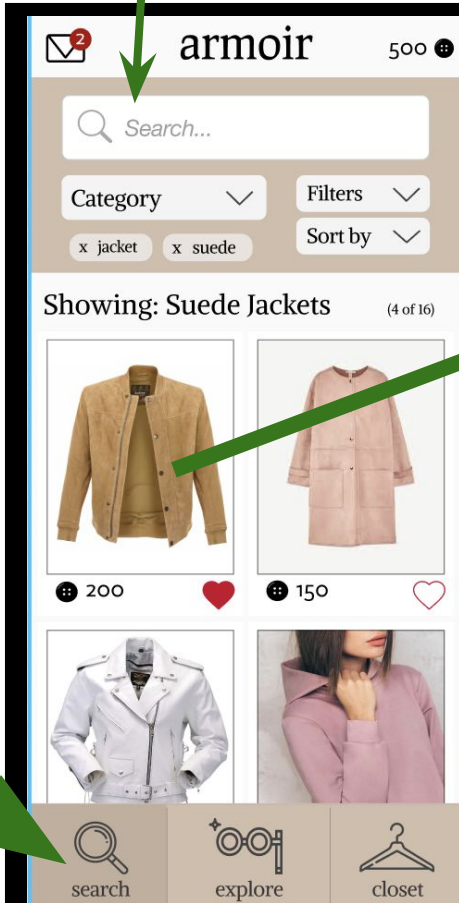 2 armoir 500
Search...
Category
Filters
x jacket x suede
Sort by
Showing: Suede Jackets (4 of 16)
200 150
search explore closet